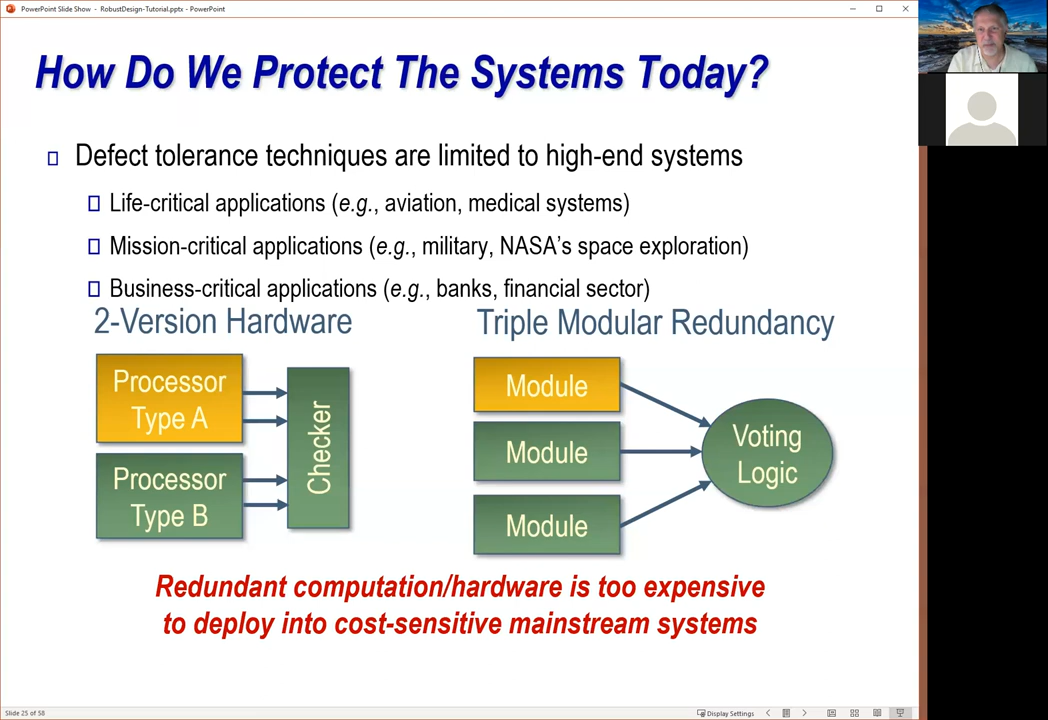 PowerPoint Slide Show - RobustDesign-Tutorial.pptx - PowerPoint
How Do We Protect The Systems Today?
Defect tolerance techniques are limited to high-end systems
Life-critical applications (e.g., aviation, medical systems)
Mission-critical applications (e.g., military, NASA's space exploration)
Business-critical applications (e.g., banks, financial sector)
2-Version Hardware
Processor
Type A
Processor
Type B
Checker
Triple Modular Redundancy
Module
Module
Module
Voting
Logic
Redundant computation/hardware is too expensive
to deploy into cost-sensitive mainstream systems
Slide 25 of 58
Display Settings